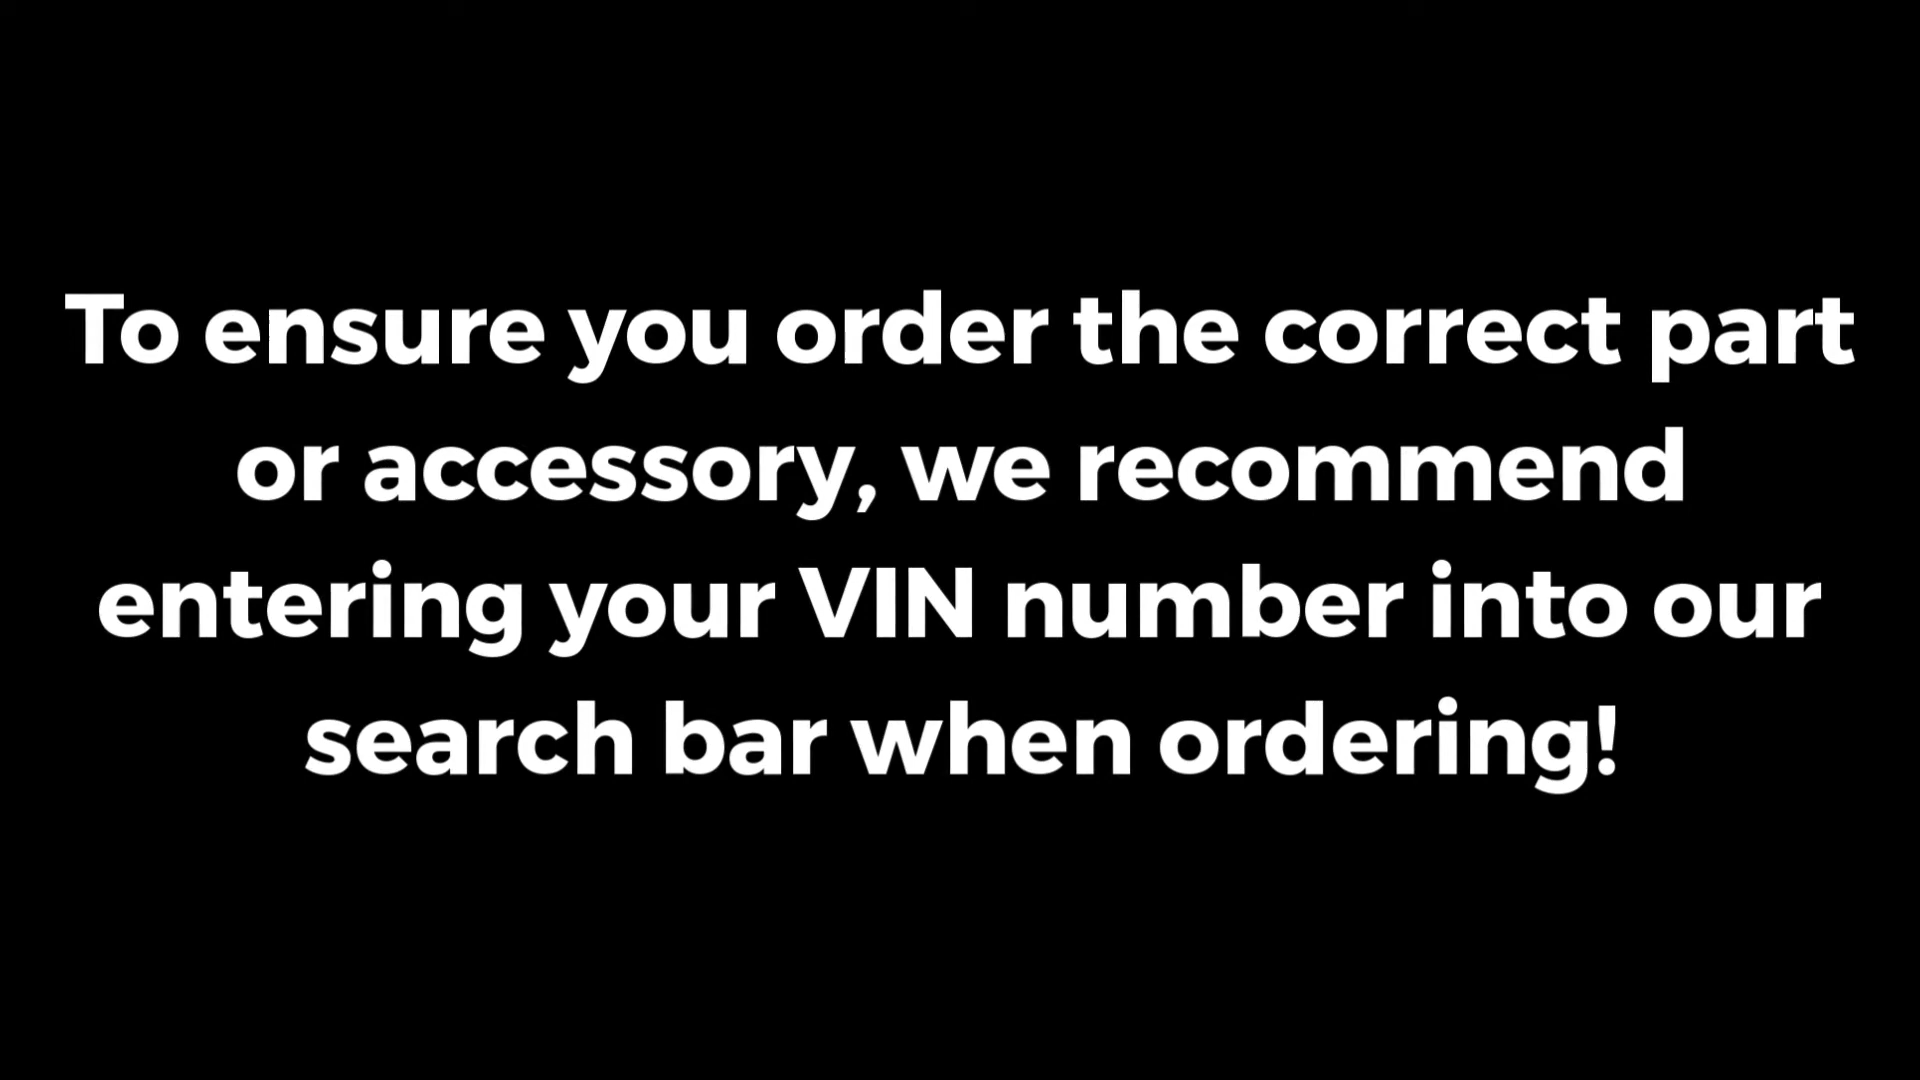 To ensure you order the correct part
or accessory, we recommend
entering your VIN number into our
search bar when ordering!